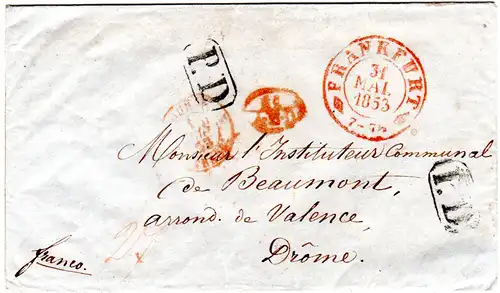 P.D
FRANKFURT
31
MAI.
1853
Monsieur l'Instituteur Communal
de Beaumont,
arrond. de Valence,
Drôme.
P.D
franco.